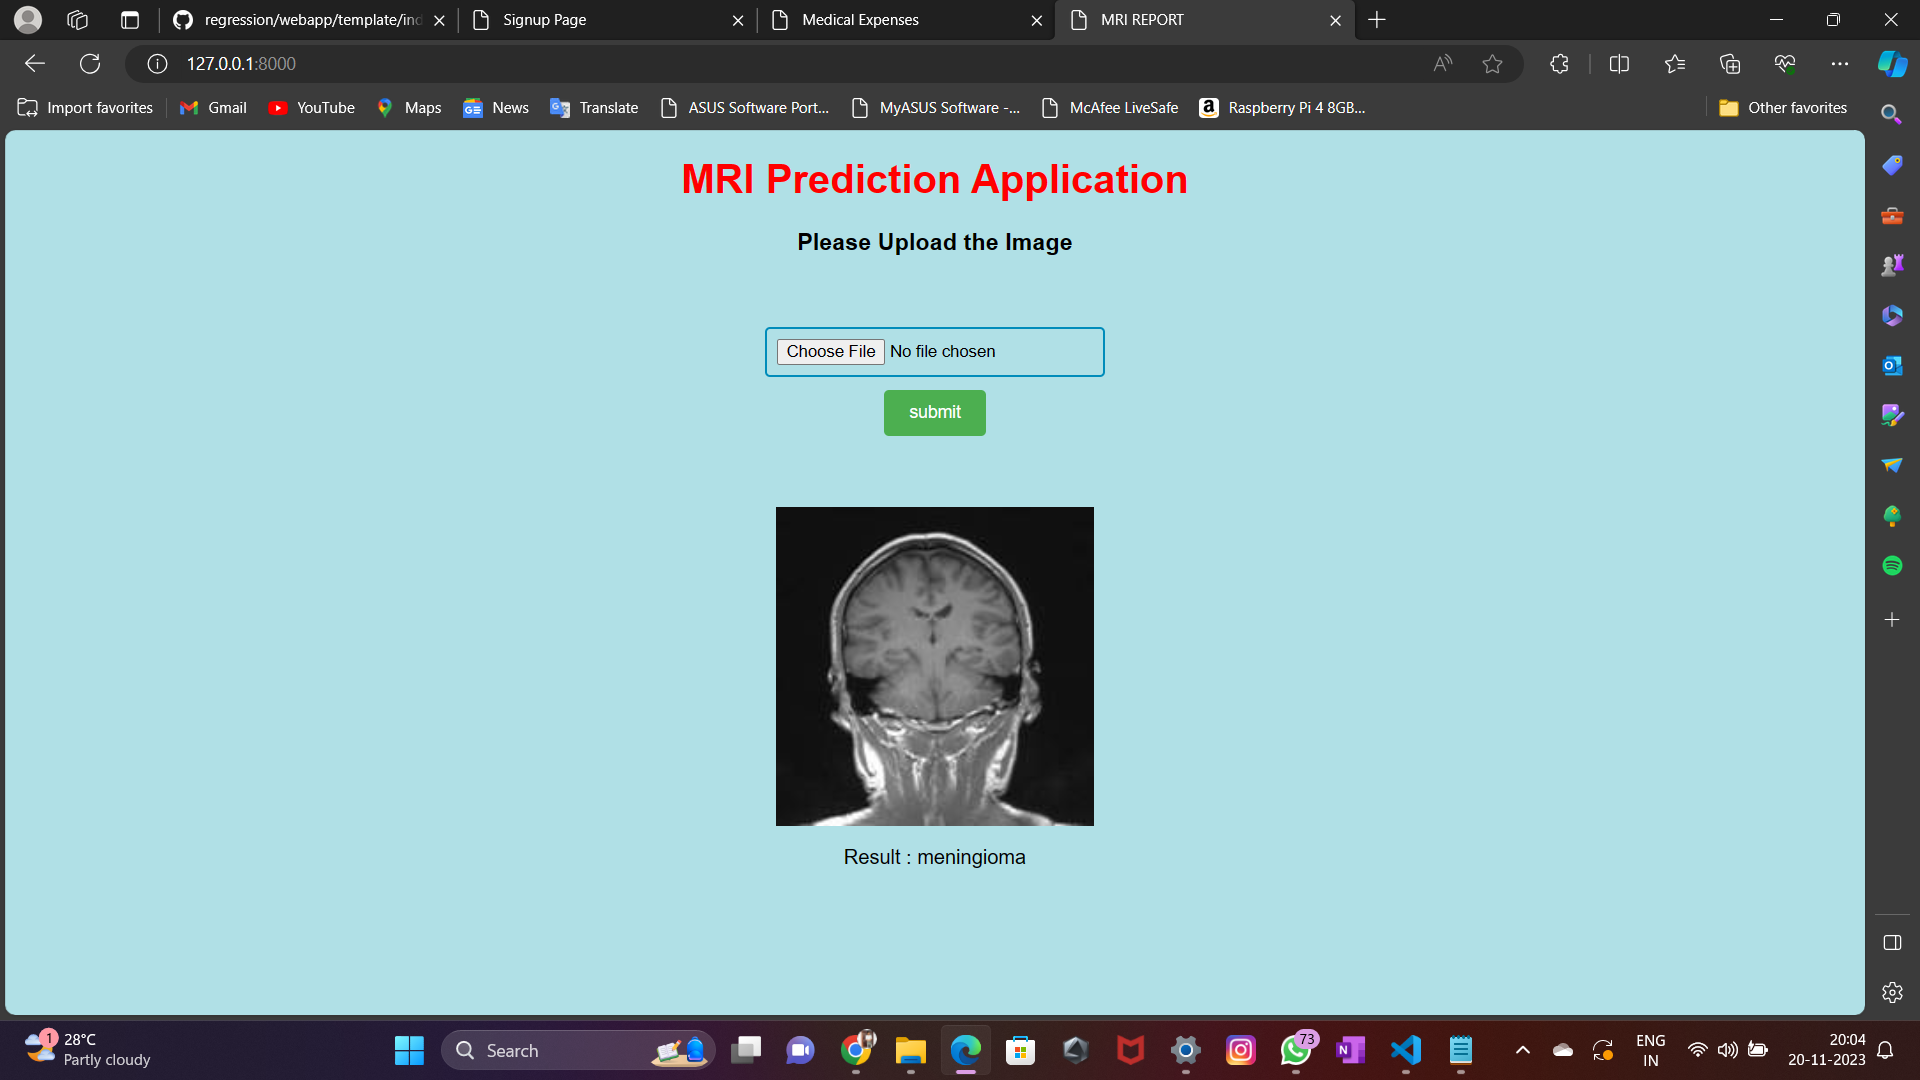 regression/webapp/template/ind
Signup Page
Medical Expenses
MRI REPORT
127.0.0.1:8000
Import favorites
Gmail
YouTube
Maps
News
Translate
ASUS Software Port...
MyASUS Software -...
McAfee LiveSafe
Raspberry Pi 4 8GB...
Other favorites
MRI Prediction Application
Please Upload the Image
Choose File No file chosen
submit
Result : meningioma
1
28°C
Partly cloudy
Search
73
ENG
IN
20:04
20-11-2023